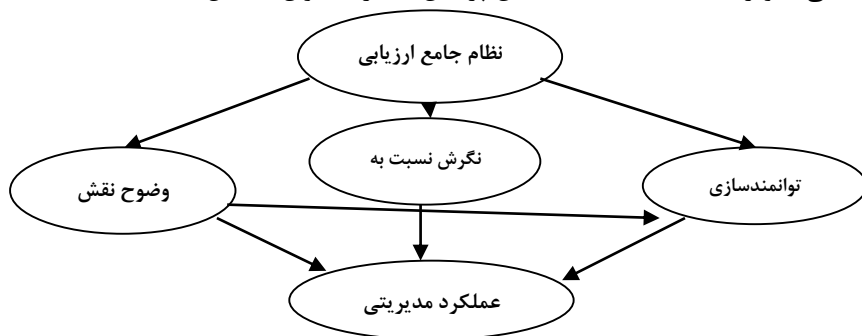 نظام جامع ارزیابی
نگرش نسبت به
وضوح نقش
توانمندسازی
عملکرد مدیریتی